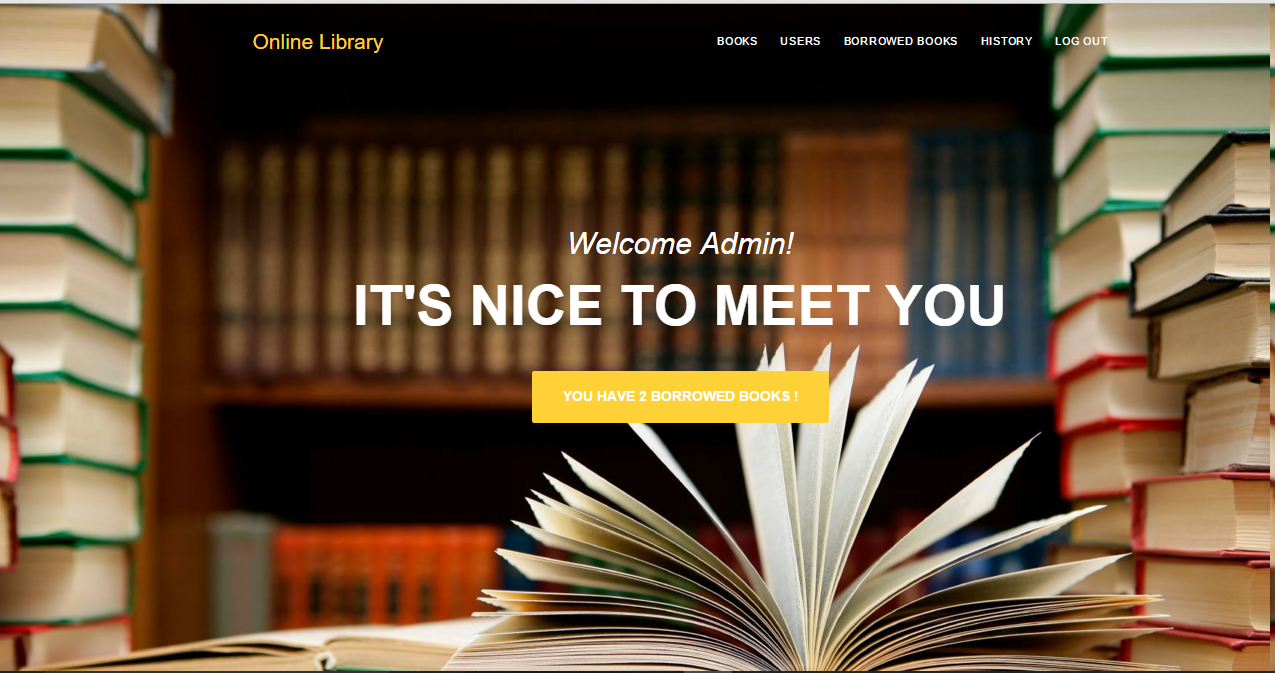 Online Library
BOOKS USERS BORROWED BOOKS HISTORY LOG OUT
Welcome Admin!
IT'S NICE TO MEET YOU
YOU HAVE 2 BORROWED BOOKS !